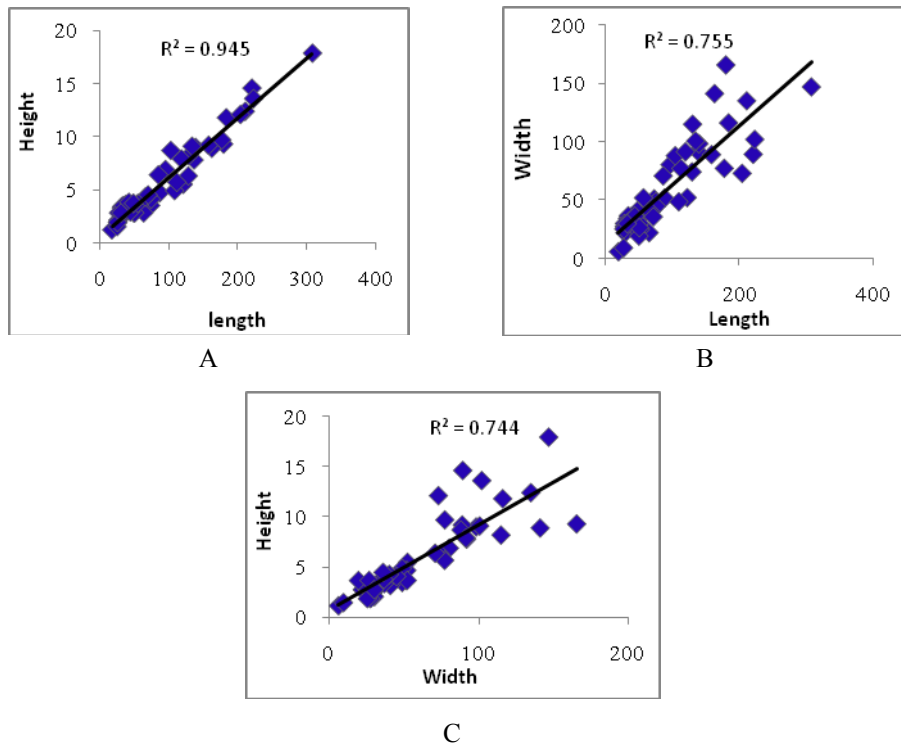 R² = 0.945
20
15
10
5
0
Height
0 100 200 300 400
length
A
R² = 0.755
200
150
100
50
0
Width
0 200 400
Length
B
R² = 0.744
20
15
10
5
0
Height
0 100 200
Width
C